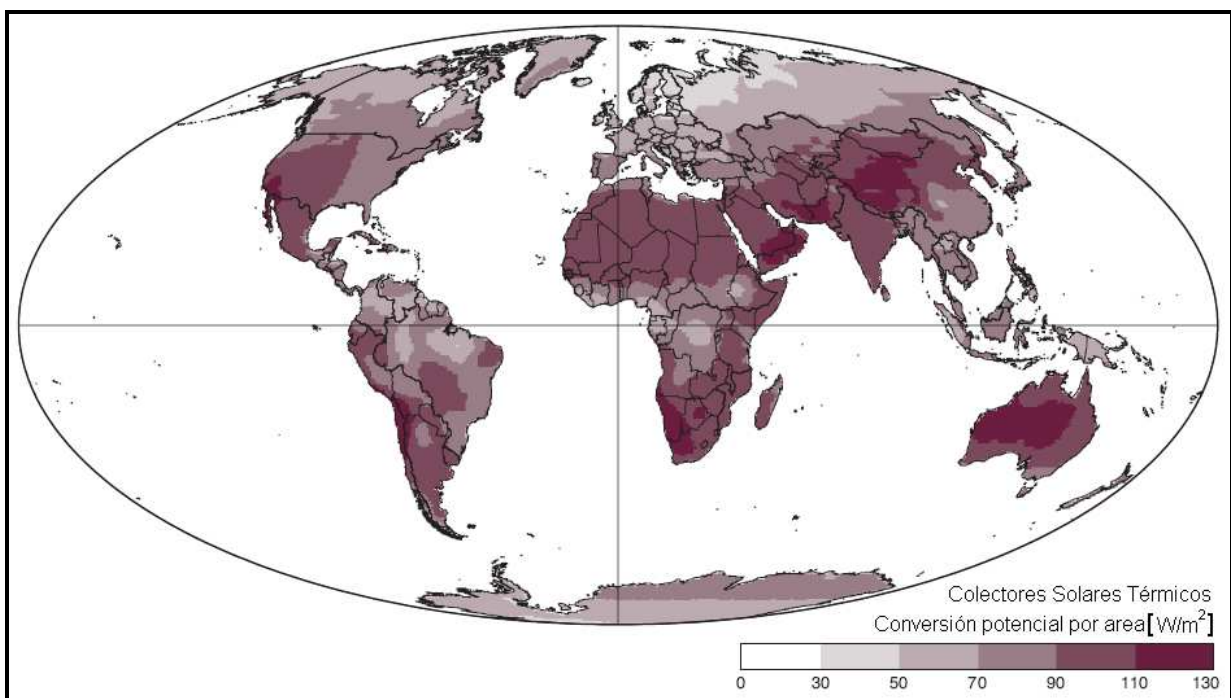 Colectores Solares Térmicos
Conversión potencial por area [W/m²]
0 30 50 70 90 110 130